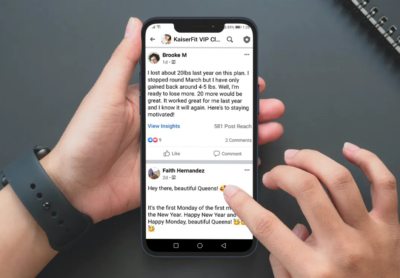 KaiserFit VIP Cl...
Brooke M
1d
I lost about 20lbs last year on this plan. I
stopped round March but I have only
gained back around 4-5 lbs. Well, I'm
ready to lose more. 20 more would be
great. It worked great for me last year
and I know it will again. Here's to staying
motivated!
View Insights
581 Post Reach
9
2 Comments
Like
Comment
Faith Hernandez
2d
Hey there, beautiful Queens!
It's the first Monday of the first m
the New Year. Happy New Year and
Happy Monday, beautiful Queens!